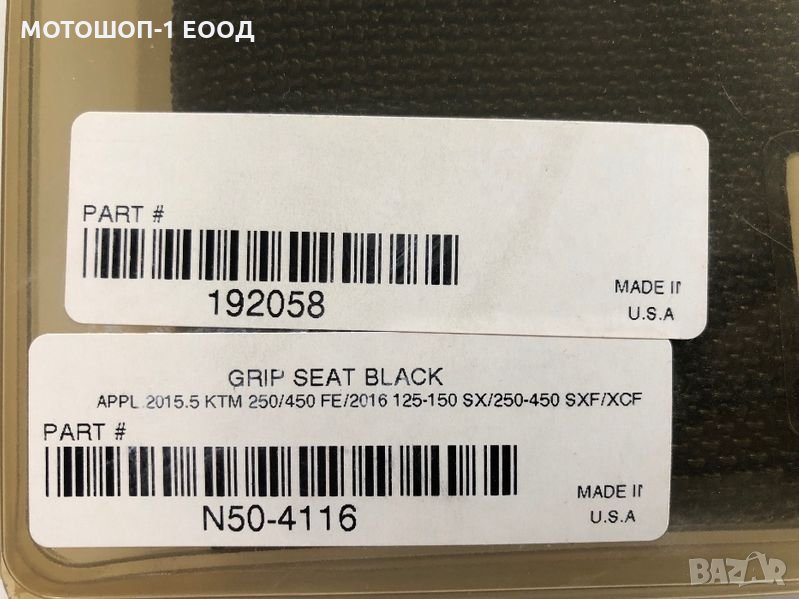 МОТОШОП-1 ЕООД
PART #
192058
MADE I
U.S.A
GRIP SEAT BLACK
APPL.2015.5 KTM 250/450 FE/2016 125-150 SX/250-450 SXF/XCF
PART #
N50-4116
MADE I
U.S.A
BAZAR